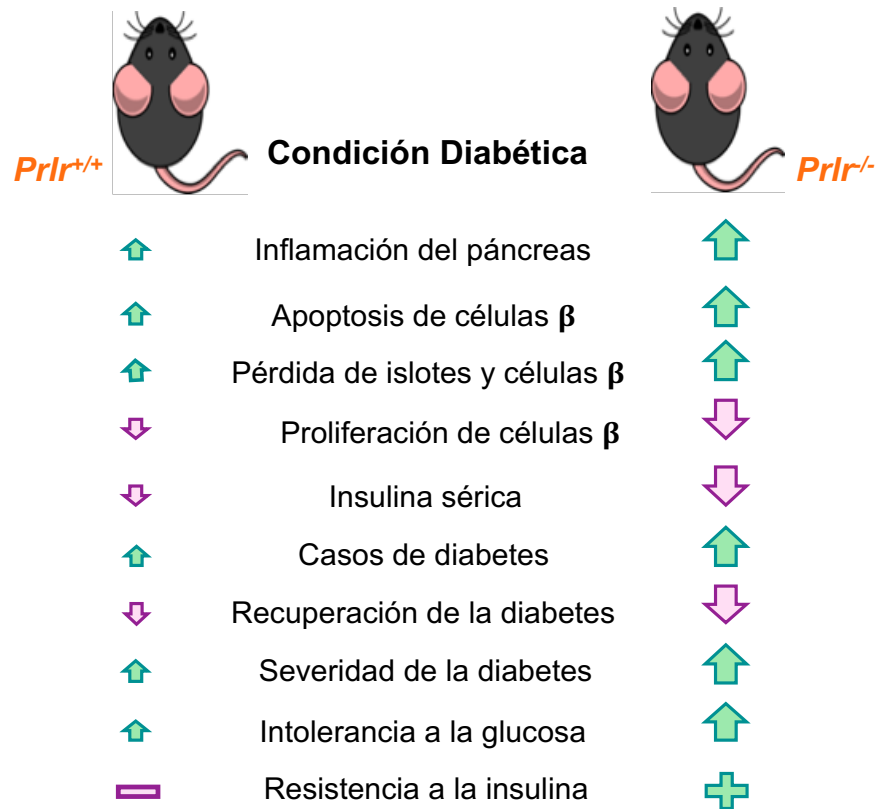 Prlr+/+
Condición Diabética
Prlr-/-
Inflamación del páncreas
Apoptosis de células β
Pérdida de islotes y células β
Proliferación de células β
Insulina sérica
Casos de diabetes
Recuperación de la diabetes
Severidad de la diabetes
Intolerancia a la glucosa
Resistencia a la insulina